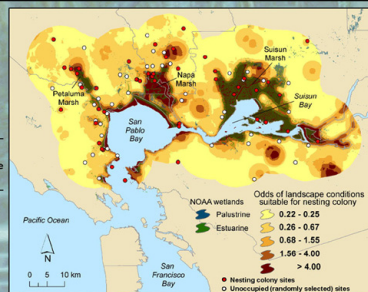 Suisun
Marsh
Napa
Marsh
Petaluma
Marsh
Suisun
Bay
San
Pablo
Bay
Pacific Ocean
N
0 5 10 km
San
Francisco
Bay
NOAA wetlands
Palustrine
Estuarine
Odds of landscape conditions
suitable for nesting colony
0.22 - 0.25
0.26 - 0.67
0.68 - 1.55
1.56 - 4.00
> 4.00
Nesting colony sites
Unoccupied (randomly selected) sites